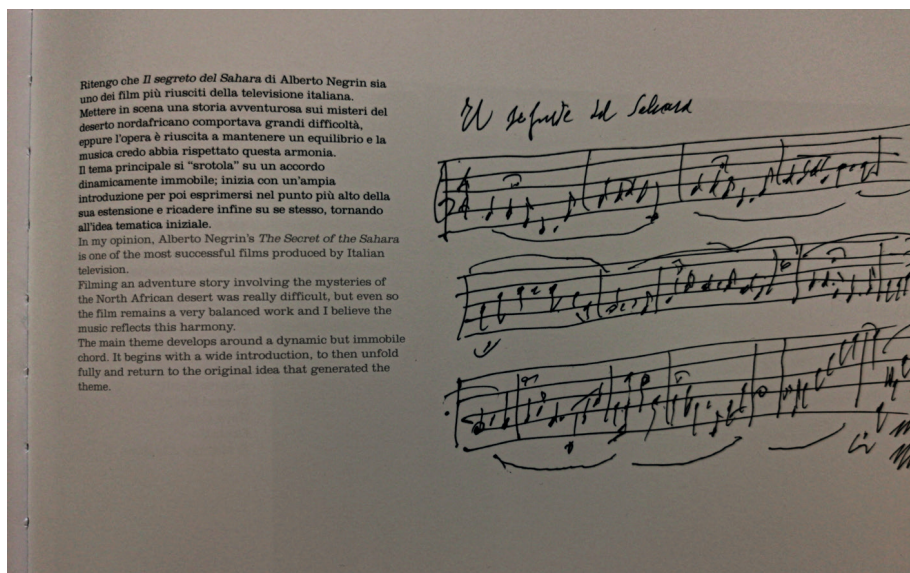 Ritengo che Il segreto del Sahara di Alberto Negrin sia
uno dei film più riusciti della televisione italiana.
Mettere in scena una storia avventurosa sui misteri del
deserto nordafricano comportava grandi difficoltà,
eppure l'opera è riuscita a mantenere un equilibrio e la
musica credo abbia rispettato questa armonia.
Il tema principale si "srotola" su un accordo
dinamicamente immobile; inizia con un'ampia
introduzione per poi esprimersi nel punto più alto della
sua estensione e ricadere infine su se stesso, tornando
all'idea tematica iniziale.
In my opinion, Alberto Negrin's The Secret of the Sahara
is one of the most successful films produced by Italian
television.
Filming an adventure story involving the mysteries of
the North African desert was really difficult, but even so
the film remains a very balanced work and I believe the
music reflects this harmony.
The main theme develops around a dynamic but immobile
chord. It begins with a wide introduction, to then unfold
fully and return to the original idea that generated the
theme.
Il segreto del Sahara